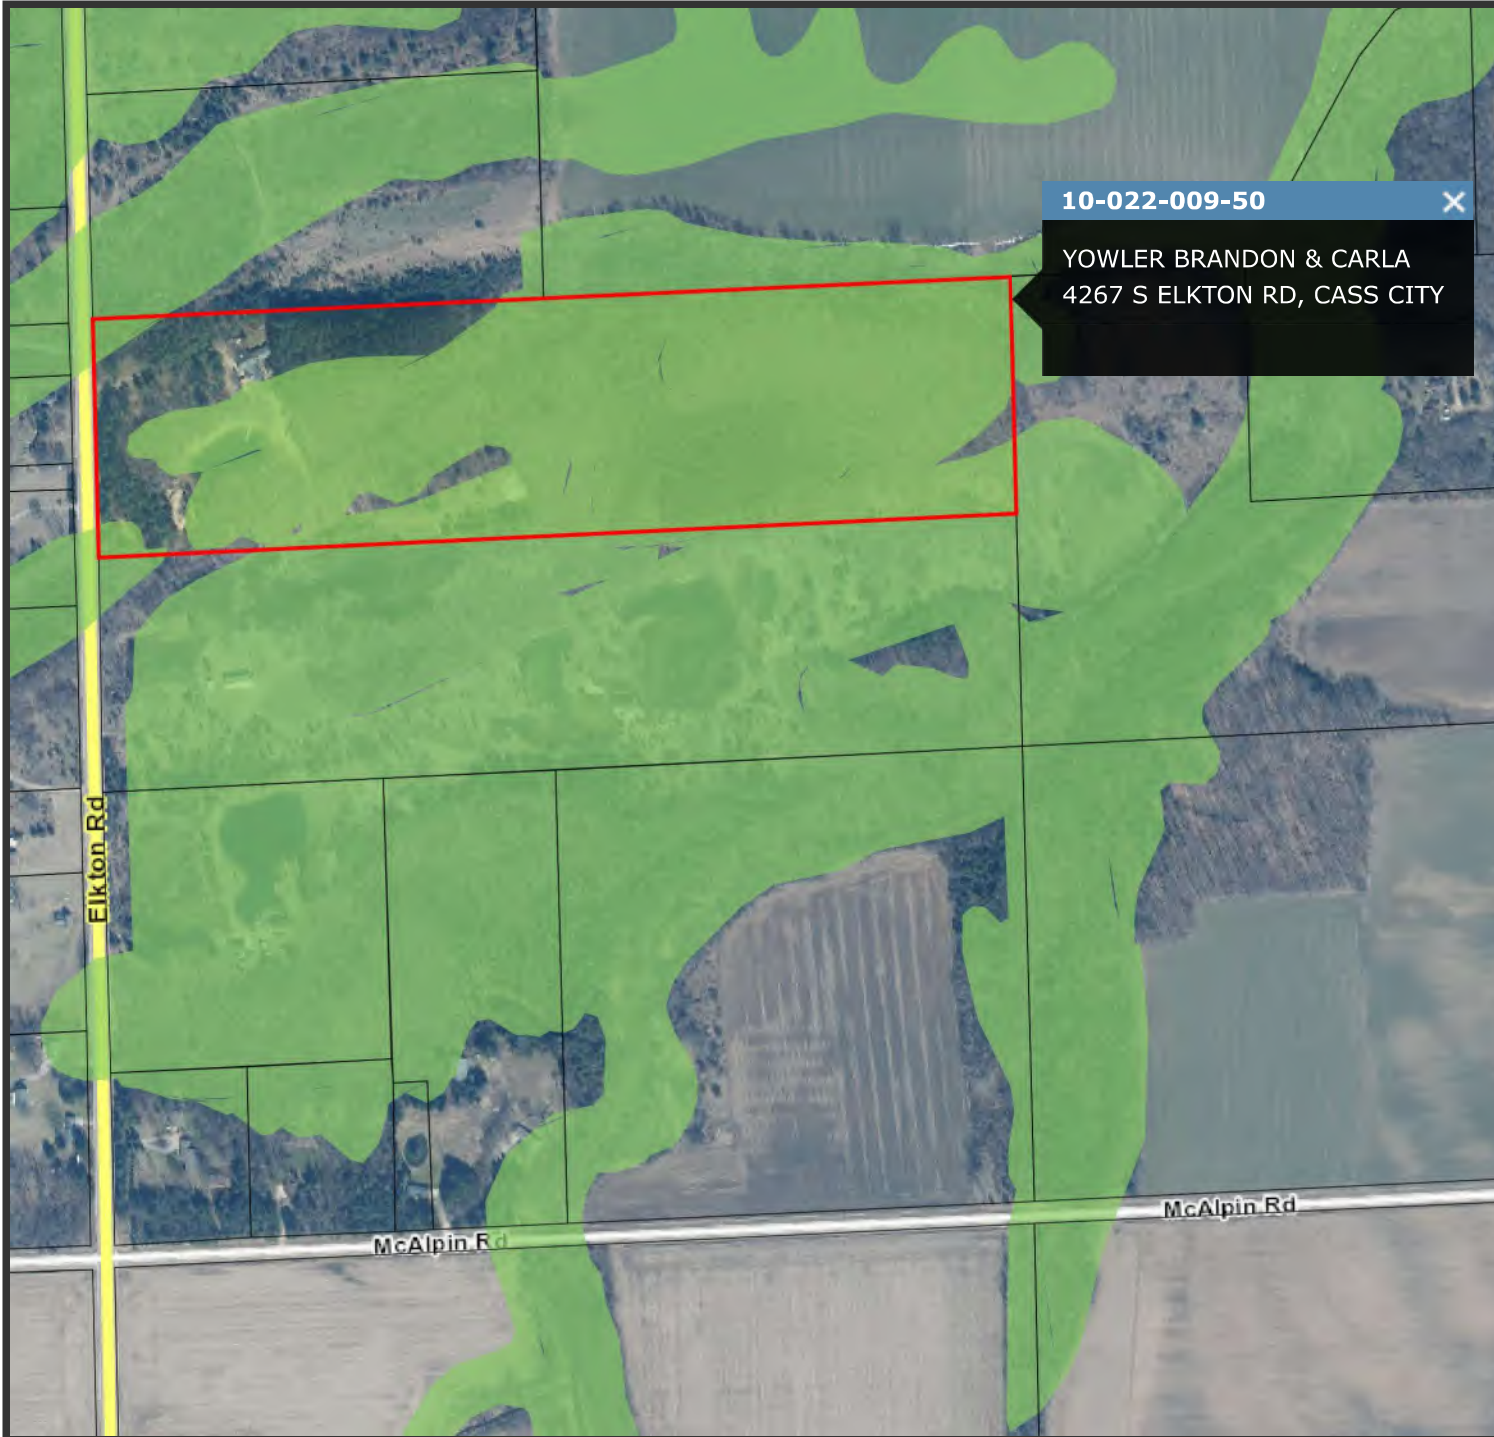 10-022-009-50
YOWLER BRANDON & CARLA
4267 S ELKTON RD, CASS CITY
Elkton Rd
McAlpin Rd
McAlpin Rd